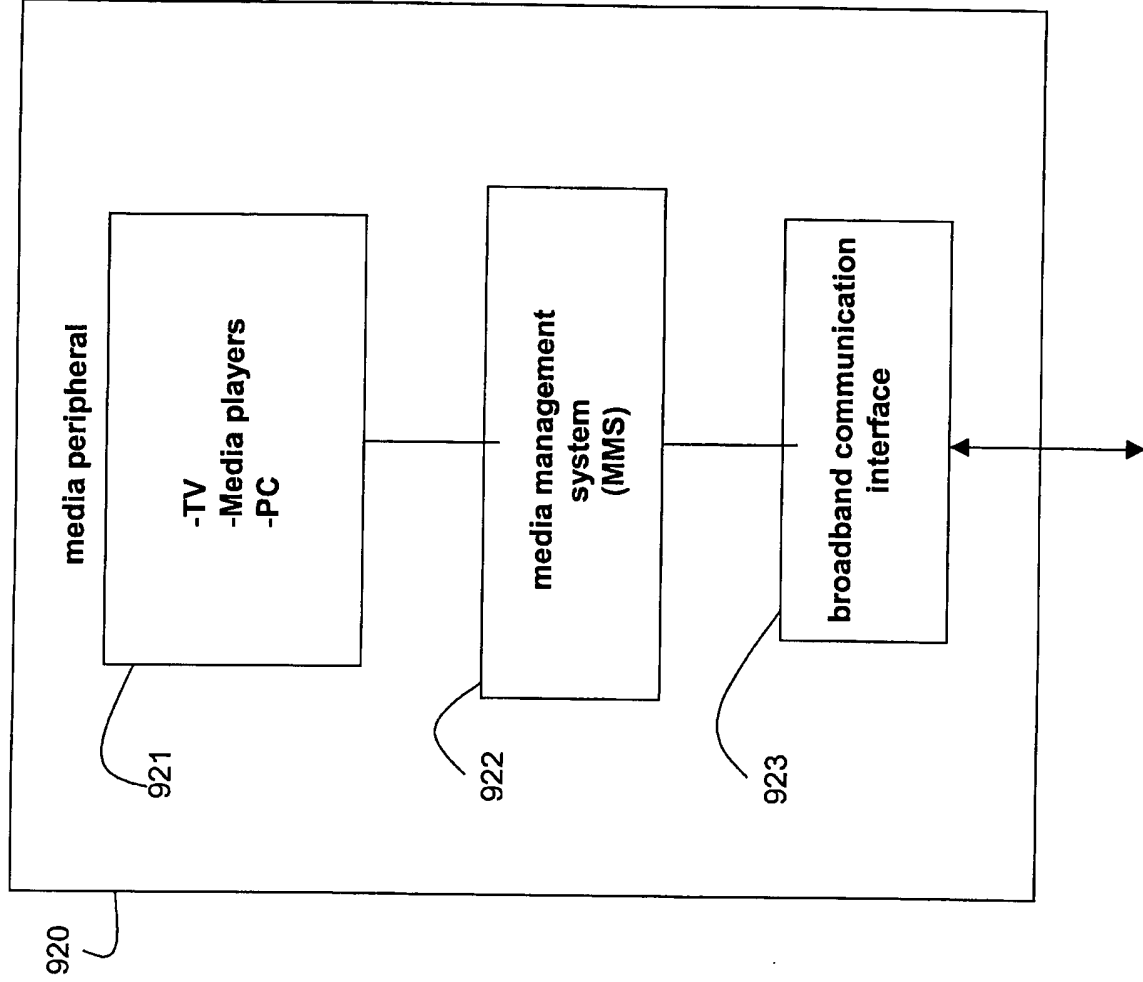 media peripheral
-TV
-Media players
-PC
921
media management
system
(MMS)
922
broadband communication
interface
923
920